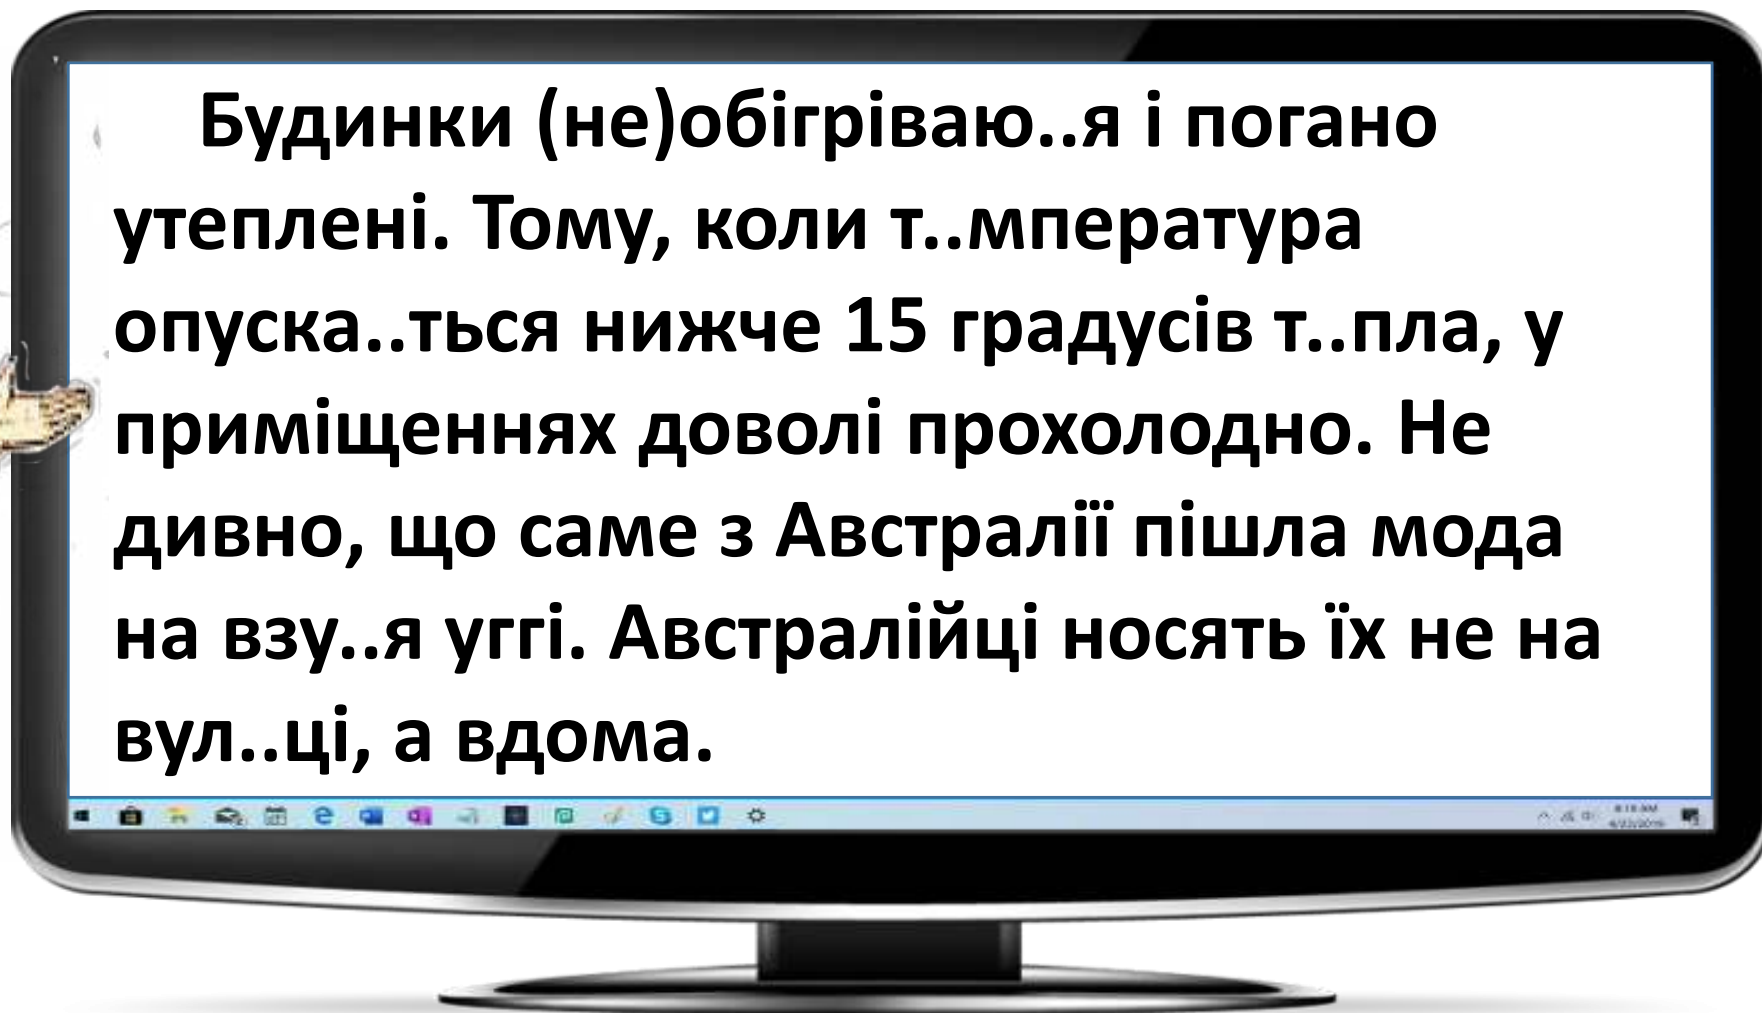 Будинки (не)обігріваю..я і погано
утеплені. Тому, коли т..мпература
опуска..ться нижче 15 градусів т..пла, у
приміщеннях доволі прохолодно. Не
дивно, що саме з Австралії пішла мода
на взу..я уггі. Австралійці носять їх не на
вул..ці, а вдома.